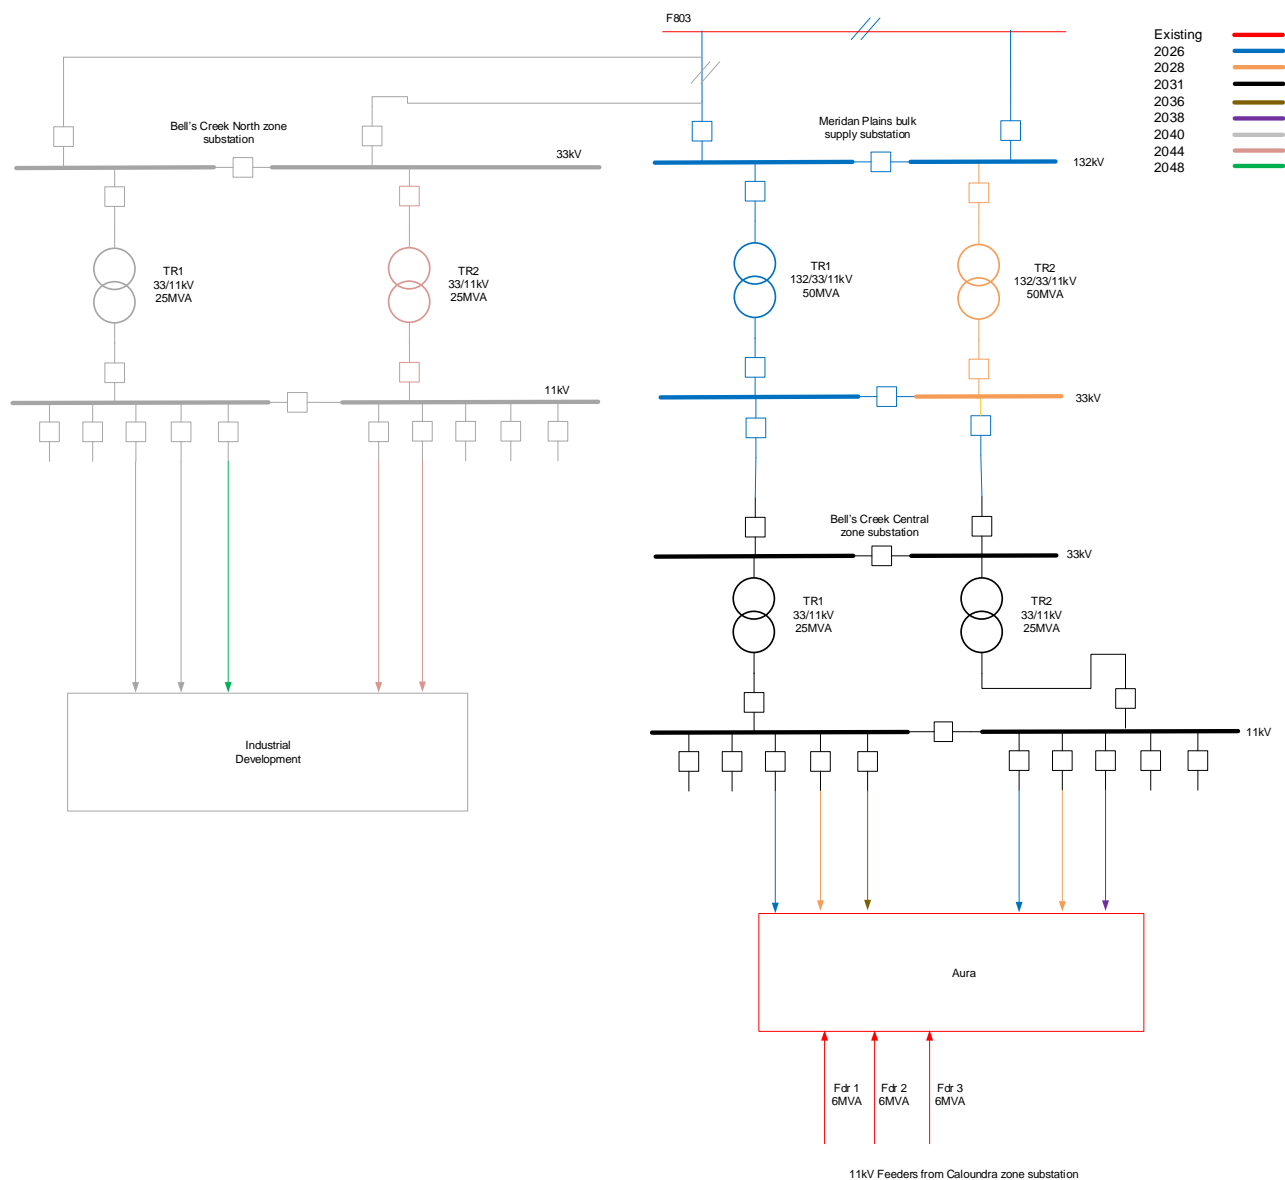 F803
Existing
2026
2028
2031
2036
2038
2040
2044
2048
Bell's Creek North zone
substation
33kV
Meridan Plains bulk
supply substation
132kV
TR1
33/11kV
25MVA
TR2
33/11kV
25MVA
TR1
132/33/11kV
50MVA
TR2
132/33/11kV
50MVA
11kV
33kV
Bell's Creek Central
zone substation
33kV
TR1
33/11kV
25MVA
TR2
33/11kV
25MVA
11kV
Industrial
Development
Aura
Fdr 1
6MVA
Fdr 2
6MVA
Fdr 3
6MVA
11kV Feeders from Caloundra zone substation